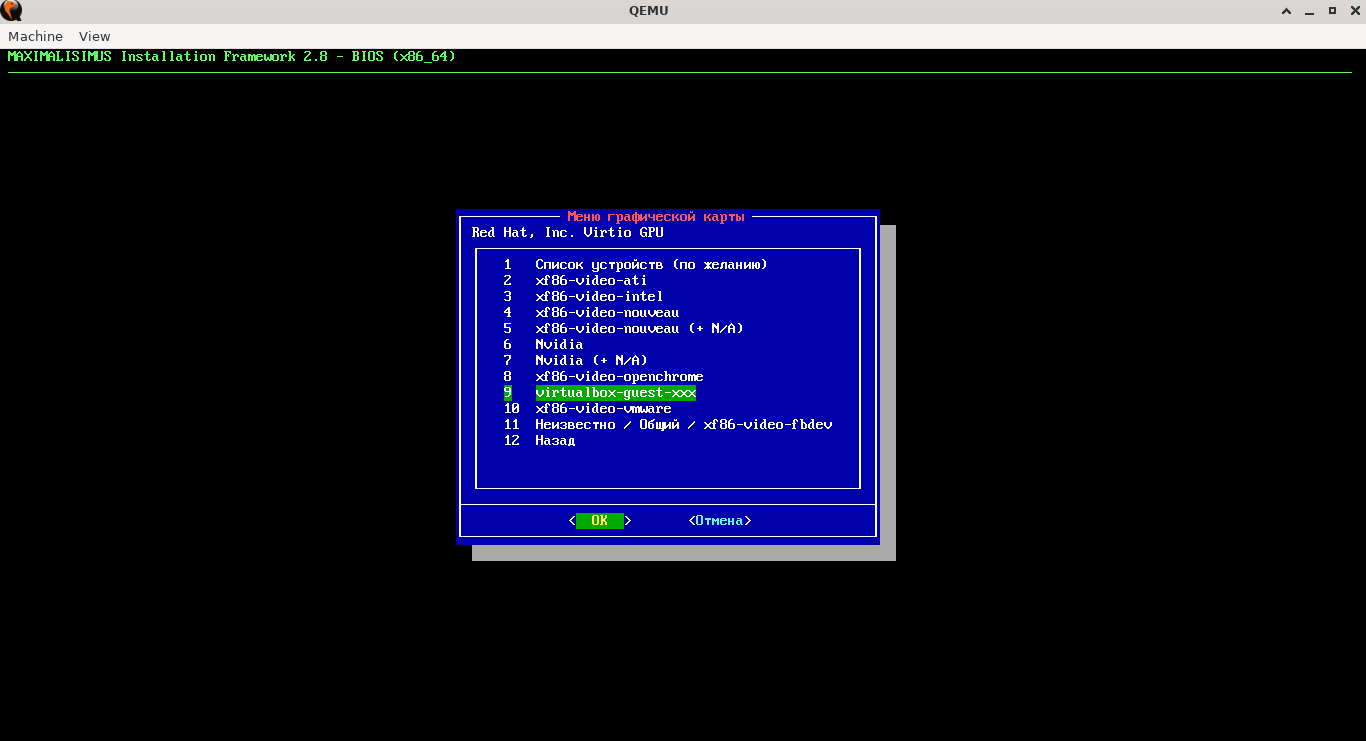 QEMU
Machine View
MAXIMALISIMUS Installation Framework 2.8 - BIOS (x86_64)
Меню графической карты
Red Hat, Inc. Virtio GPU
1 Список устройств (по желанию)
2 xf86-video-ati
3 xf86-video-intel
4 xf86-video-nouveau
5 xf86-video-nouveau (+ N/A)
6 Nvidia
7 Nvidia (+ N/A)
8 xf86-video-openchrome
9 virtualbox-guest-xxx
10 xf86-video-vmware
11 Неизвестно / Общий / xf86-video-fbdev
12 Назад
< OK > <Отмена>